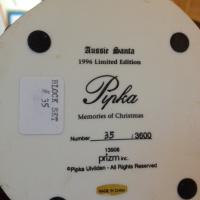 Aussie Santa
1996 Limited Edition
Pipka
Memories of Christmas
Number 35 :3600
13906
prizm inc.
©Pipka Ulvilden - All Rights Reserved
MADE IN CHINA
BLACK SET
# 35